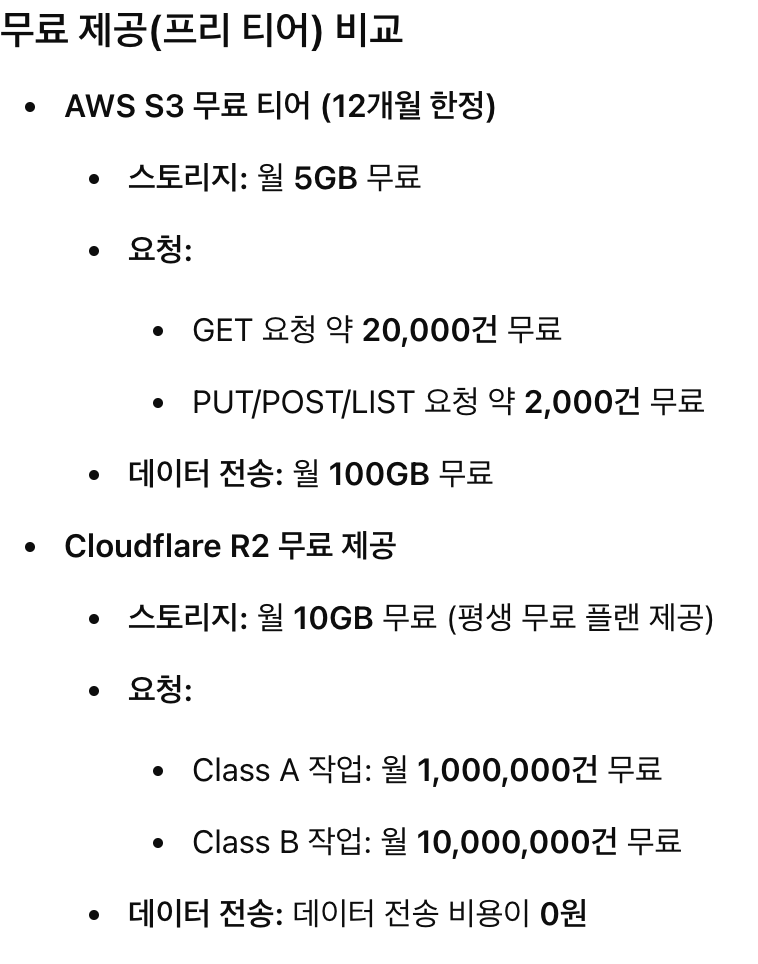 무료 제공(프리 티어) 비교
• AWS S3 무료 티어 (12개월 한정)
• 스토리지: 월 5GB 무료
• 요청:
• GET 요청 약 20,000건 무료
• PUT/POST/LIST 요청 약 2,000건 무료
• 데이터 전송: 월 100GB 무료
• Cloudflare R2 무료 제공
• 스토리지: 월 10GB 무료 (평생 무료 플랜 제공)
• 요청:
• Class A 작업: 월 1,000,000건 무료
• Class B 작업: 월 10,000,000건 무료
• 데이터 전송: 데이터 전송 비용이 0원